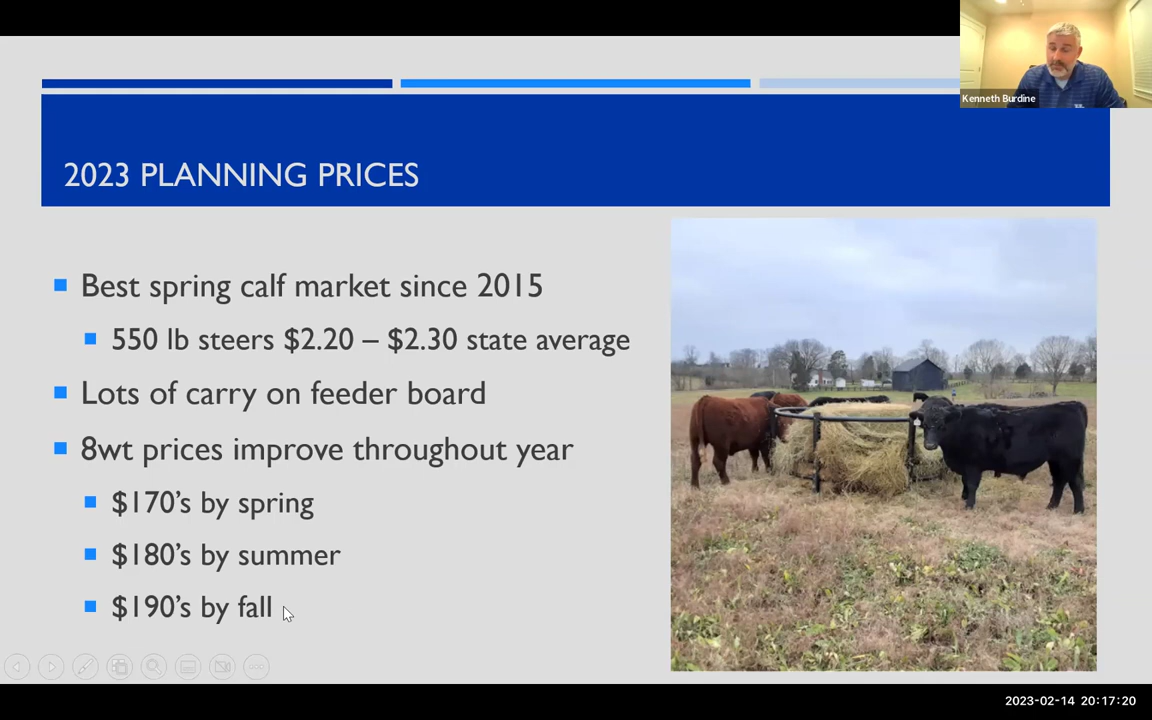 Kenneth Burdine
2023 PLANNING PRICES
Best spring calf market since 2015
550 lb steers $2.20 – $2.30 state average
Lots of carry on feeder board
8wt prices improve throughout year
$170’s by spring
$180’s by summer
$190’s by fall
2023-02-14 20:17:20